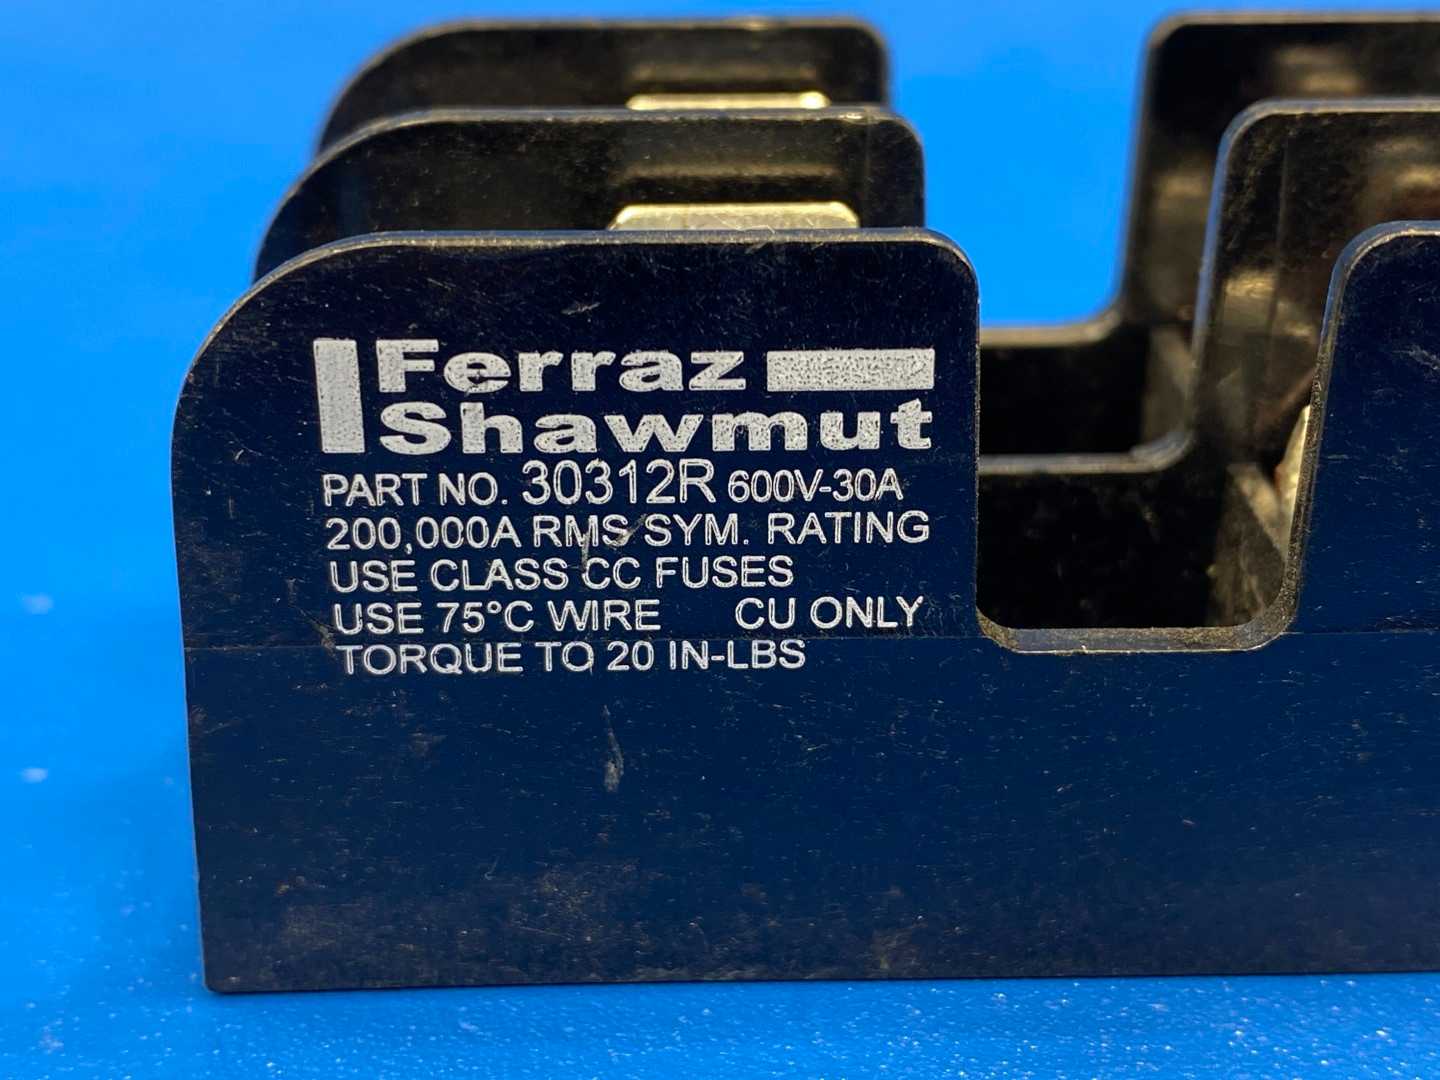 Ferraz
Shawmut
PART NO. 30312R 600V-30A
200,000A RMS SYM. RATING
USE CLASS CC FUSES
USE 75°C WIRE CU ONLY
TORQUE TO 20 IN-LBS